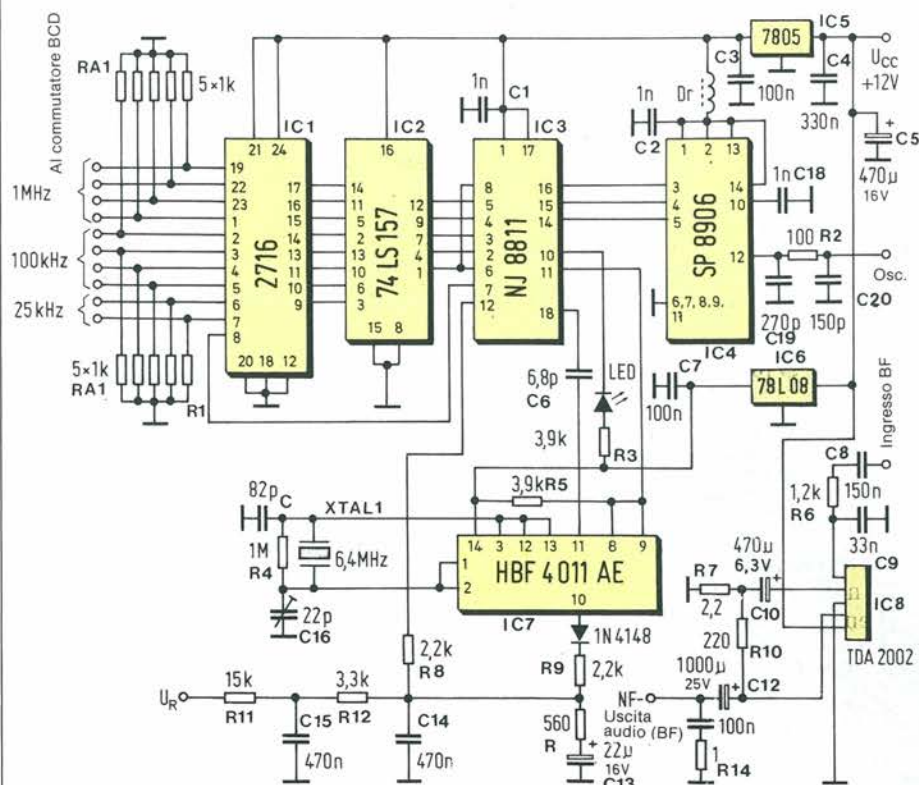 Al commutatore BCD
RA1
5×1k
1MHz
100kHz
25kHz
5×1k
RA1
R1
IC1
21 24
2716
19
22
23
1
2
3
4
5
6
7
8
17
16
15
14
13
11
10
9
20 18 12
IC2
16
74 LS 157
14
11
5
2
13
10
6
3
12
9
7
4
15 8
1n
C1
IC3
1 17
NJ 8811
8
5
4
3
2
6
7
12
16
15
14
10
11
18
1n
C2
Dr
C3
100n
7805
IC5
C4
330n
UCC
+12V
+
C5
470µ
16V
1 2 13
SP 8906
3
4
5
14
10
12
6,7,8,9,
11
IC4
1n C18
100 R2
Osc.
C20
270p
C19
150p
IC6
78L08
C7
100n
LED
3,9k
R3
6,8p
C6
3,9k R5
Ingresso BF
C8
150n
1,2k
R6
33n
C9
IC8
TDA 2002
82p
C
XTAL1
1M
R4
6,4MHz
22p
C16
14 3 12 13 11 8 9
1
2
HBF 4011 AE
10
IC7
1N4148
R9
2,2k
2,2k
R8
470µ
6,3V
R7
2,2
C10
220
R10
1000µ
25V
+
C12
NF-
Uscita
audio (BF)
100n
1
R14
UR
15k
R11
3,3k
R12
C15
470n
C14
470n
560
R
+
22µ
16V
C13